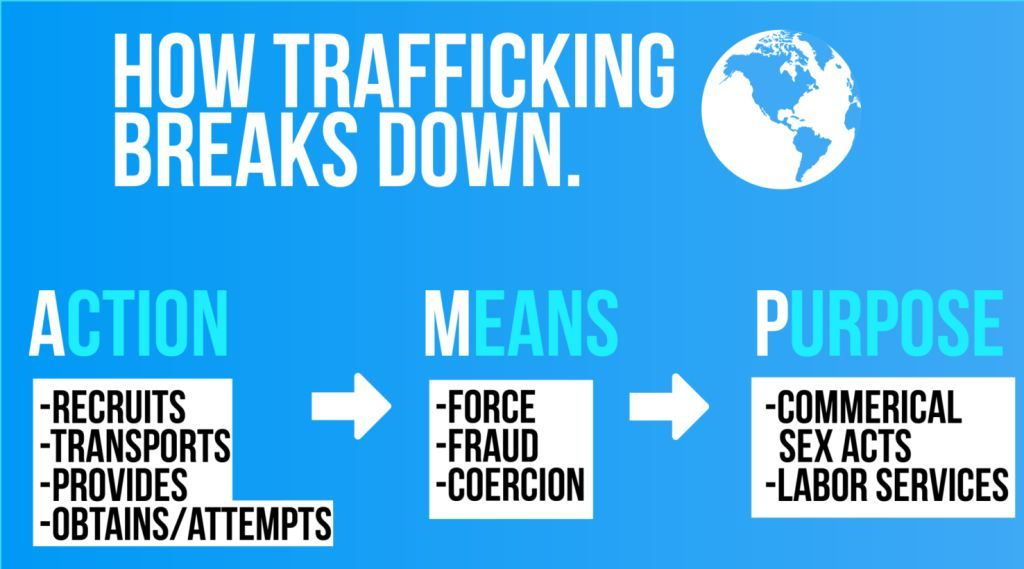 HOW TRAFFICKING
BREAKS DOWN.
ACTION
-RECRUITS
-TRANSPORTS
-PROVIDES
-OBTAINS/ATTEMPTS
MEANS
-FORCE
-FRAUD
-COERCION
PURPOSE
-COMMERICAL
SEX ACTS
-LABOR SERVICES